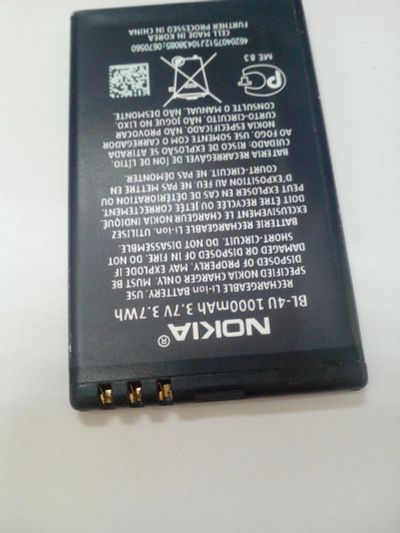 NOKIA®
BL-4U 1000mAh 3.7V 3.7Wh
RECHARGEABLE Li-ion BATTERY. USE
SPECIFIED NOKIA CHARGER ONLY. MUST BE
RECYCLED OR DISPOSED OF PROPERLY. MAY EXPLODE IF
DAMAGED OR DISPOSED OF IN FIRE. DO NOT
SHORT-CIRCUIT. DO NOT DISASSEMBLE.
BATTERIE RECHARGEABLE Li-ion. UTILISEZ
EXCLUSIVEMENT LE CHARGEUR NOKIA INDIQUÉ.
DOIT ÊTRE RECYCLÉE OU JETÉE CORRECTEMENT.
PEUT EXPLOSER EN CAS DE DÉTÉRIORATION OU
D'EXPOSITION AU FEU. NE PAS METTRE EN
COURT-CIRCUIT. NE PAS DÉMONTER.
BATERIA RECARREGÁVEL DE ÍON DE LÍTIO.
CUIDADO: RISCO DE EXPLOSÃO SE ATIRADA
AO FOGO. USE SOMENTE COM O CARREGADOR
NOKIA ESPECIFICADO. NÃO PROVOCAR
CURTO-CIRCUITO. NÃO JOGUE NO LIXO.
CONSULTE O MANUAL. NÃO DESMONTE.
ME 63
4620407512J10438085;0670560
CELL MADE IN KOREA
FURTHER PROCESSED IN CHINA